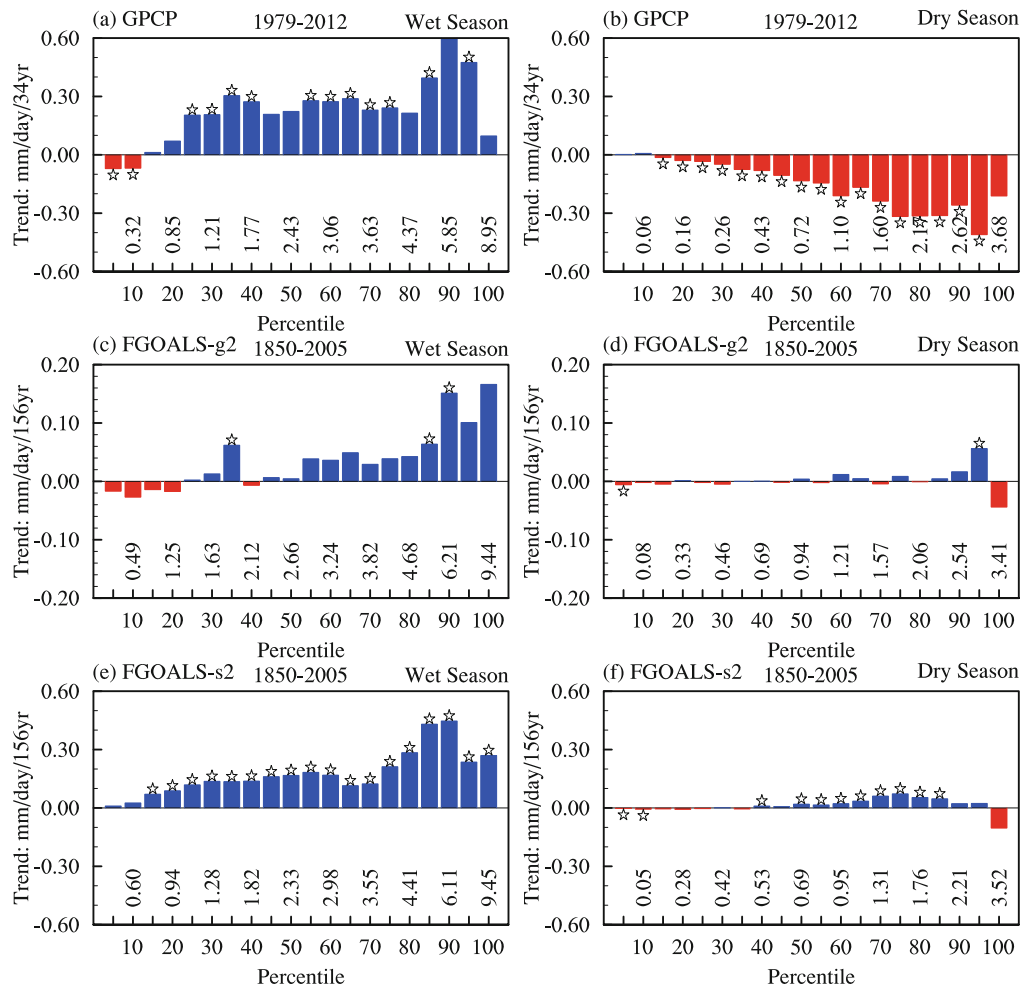 (a) GPCP 1979-2012 Wet Season
0.60
0.30
0.00
-0.30
-0.60
Trend: mm/day/34yr
0.32 0.85 1.21 1.77 2.43 3.06 3.63 4.37 5.85 8.95
10 20 30 40 50 60 70 80 90 100
Percentile
(b) GPCP 1979-2012 Dry Season
0.60
0.30
0.00
-0.30
-0.60
Trend: mm/day/34yr
0.06 0.16 0.26 0.43 0.72 1.10 1.60 2.62 3.68
10 20 30 40 50 60 70 80 90 100
Percentile
(c) FGOALS-g2 1850-2005 Wet Season
0.20
0.10
0.00
-0.10
-0.20
Trend: mm/day/156yr
0.49 1.25 1.63 2.12 2.66 3.24 3.82 4.68 6.21 9.44
10 20 30 40 50 60 70 80 90 100
Percentile
(d) FGOALS-g2 1850-2005 Dry Season
0.20
0.10
0.00
-0.10
-0.20
Trend: mm/day/156yr
0.08 0.33 0.46 0.69 0.94 1.21 1.57 2.06 2.54 3.41
10 20 30 40 50 60 70 80 90 100
Percentile
(e) FGOALS-s2 1850-2005 Wet Season
0.60
0.30
0.00
-0.30
-0.60
Trend: mm/day/156yr
0.60 0.94 1.28 1.82 2.33 2.98 3.55 4.41 6.11 9.45
10 20 30 40 50 60 70 80 90 100
Percentile
(f) FGOALS-s2 1850-2005 Dry Season
0.60
0.30
0.00
-0.30
-0.60
Trend: mm/day/156yr
0.05 0.28 0.42 0.53 0.69 0.95 1.31 1.76 2.21 3.52
10 20 30 40 50 60 70 80 90 100
Percentile